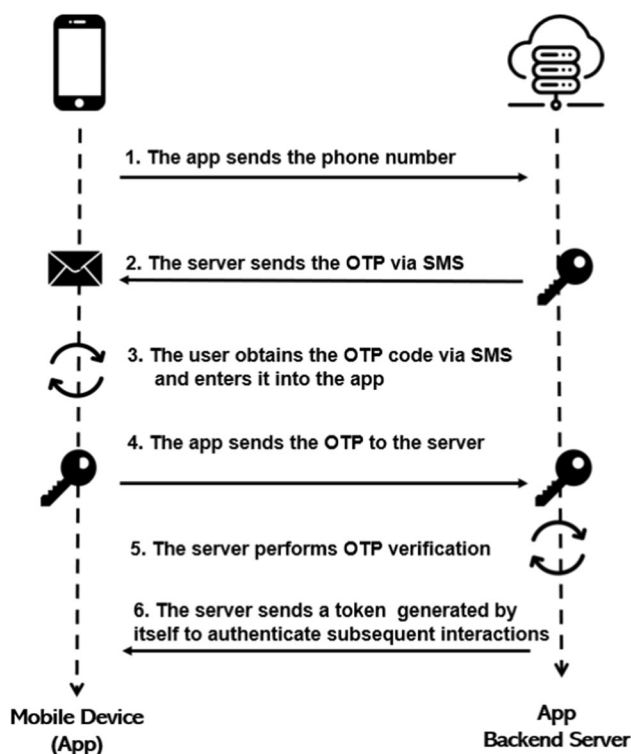 1. The app sends the phone number
2. The server sends the OTP via SMS
3. The user obtains the OTP code via SMS
and enters it into the app
4. The app sends the OTP to the server
5. The server performs OTP verification
6. The server sends a token generated by
itself to authenticate subsequent interactions
Mobile Device
(App)
App
Backend Server